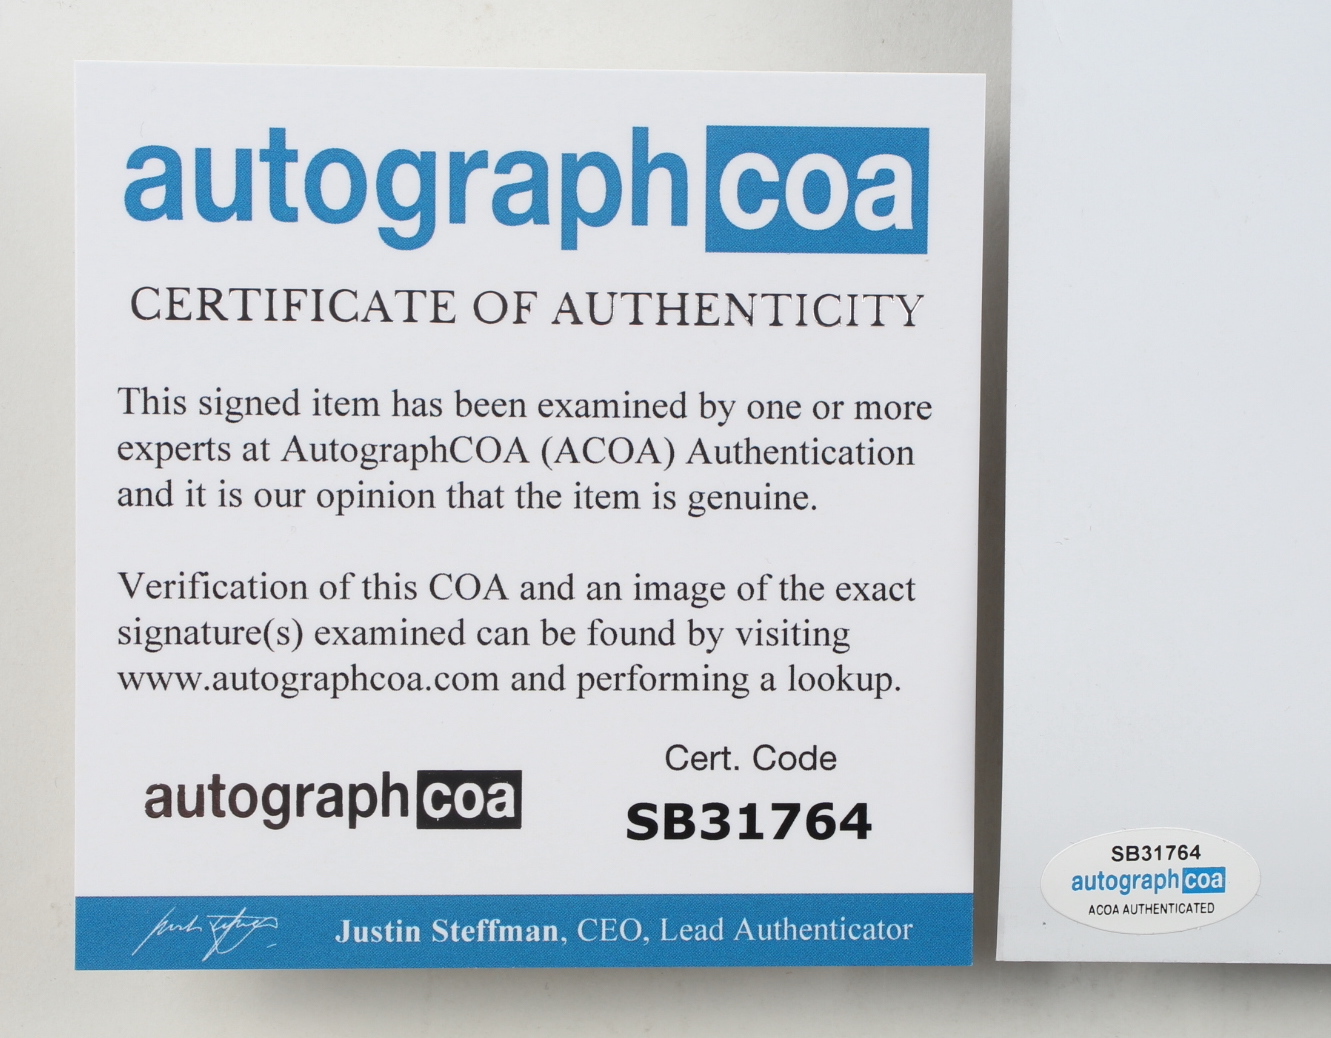 autographcoa
CERTIFICATE OF AUTHENTICITY
This signed item has been examined by one or more
experts at AutographCOA (ACOA) Authentication
and it is our opinion that the item is genuine.
Verification of this COA and an image of the exact
signature(s) examined can be found by visiting
www.autographcoa.com and performing a lookup.
autographcoa
Cert. Code
SB31764
Justin Steffman, CEO, Lead Authenticator
SB31764
autographcoa
ACOA AUTHENTICATED